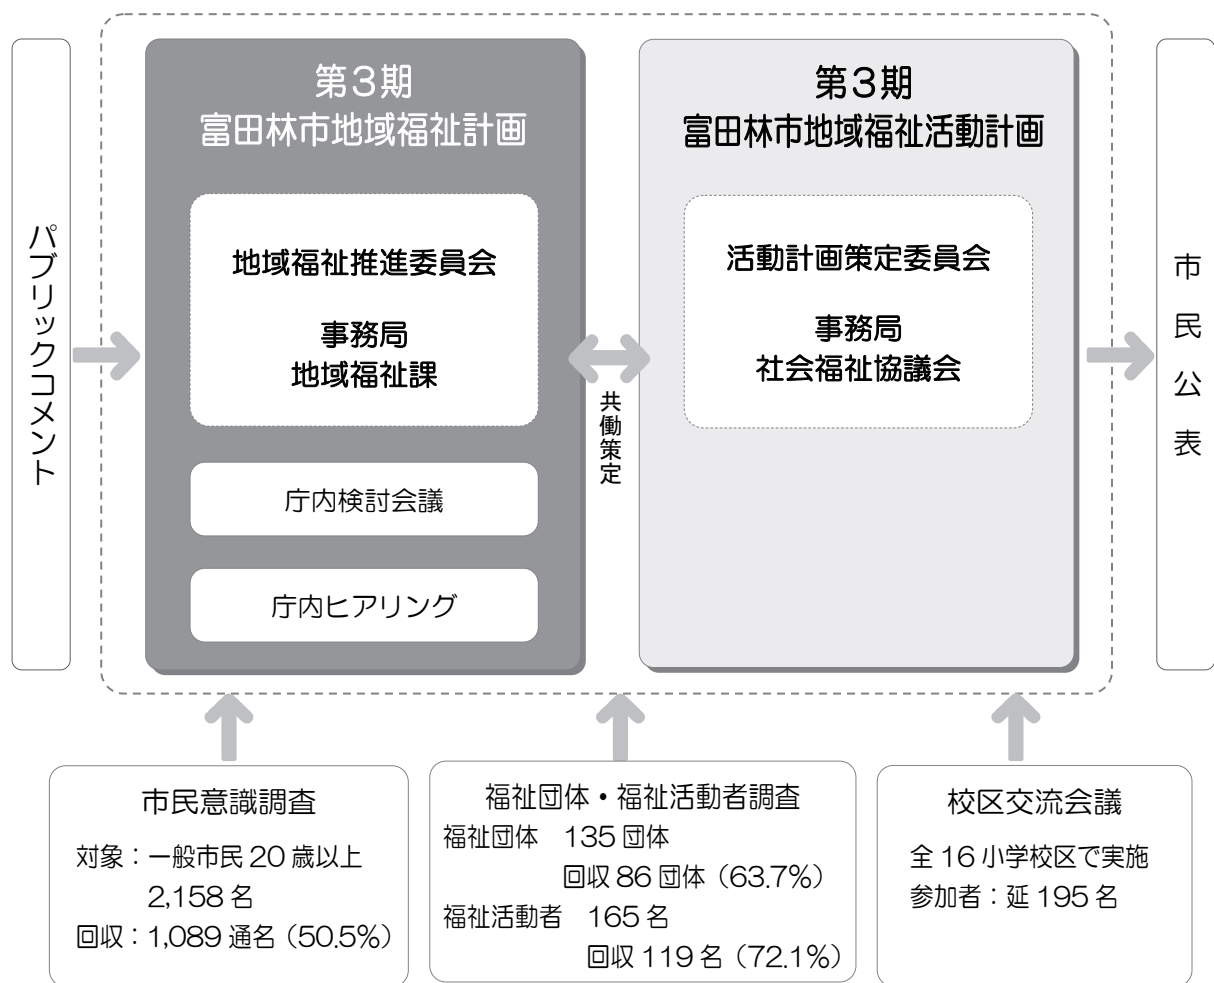 パブリックコメント
第3期
富田林市地域福祉計画
地域福祉推進委員会
事務局
地域福祉課
庁内検討会議
庁内ヒアリング
共働策定
第3期
富田林市地域福祉活動計画
活動計画策定委員会
事務局
社会福祉協議会
市民公表
市民意識調査
対象：一般市民 20 歳以上
2,158 名
回収：1,089 通名（50.5%）
福祉団体・福祉活動者調査
福祉団体　135 団体
回収 86 団体（63.7%）
福祉活動者　165 名
回収 119 名（72.1%）
校区交流会議
全 16 小学校区で実施
参加者：延 195 名